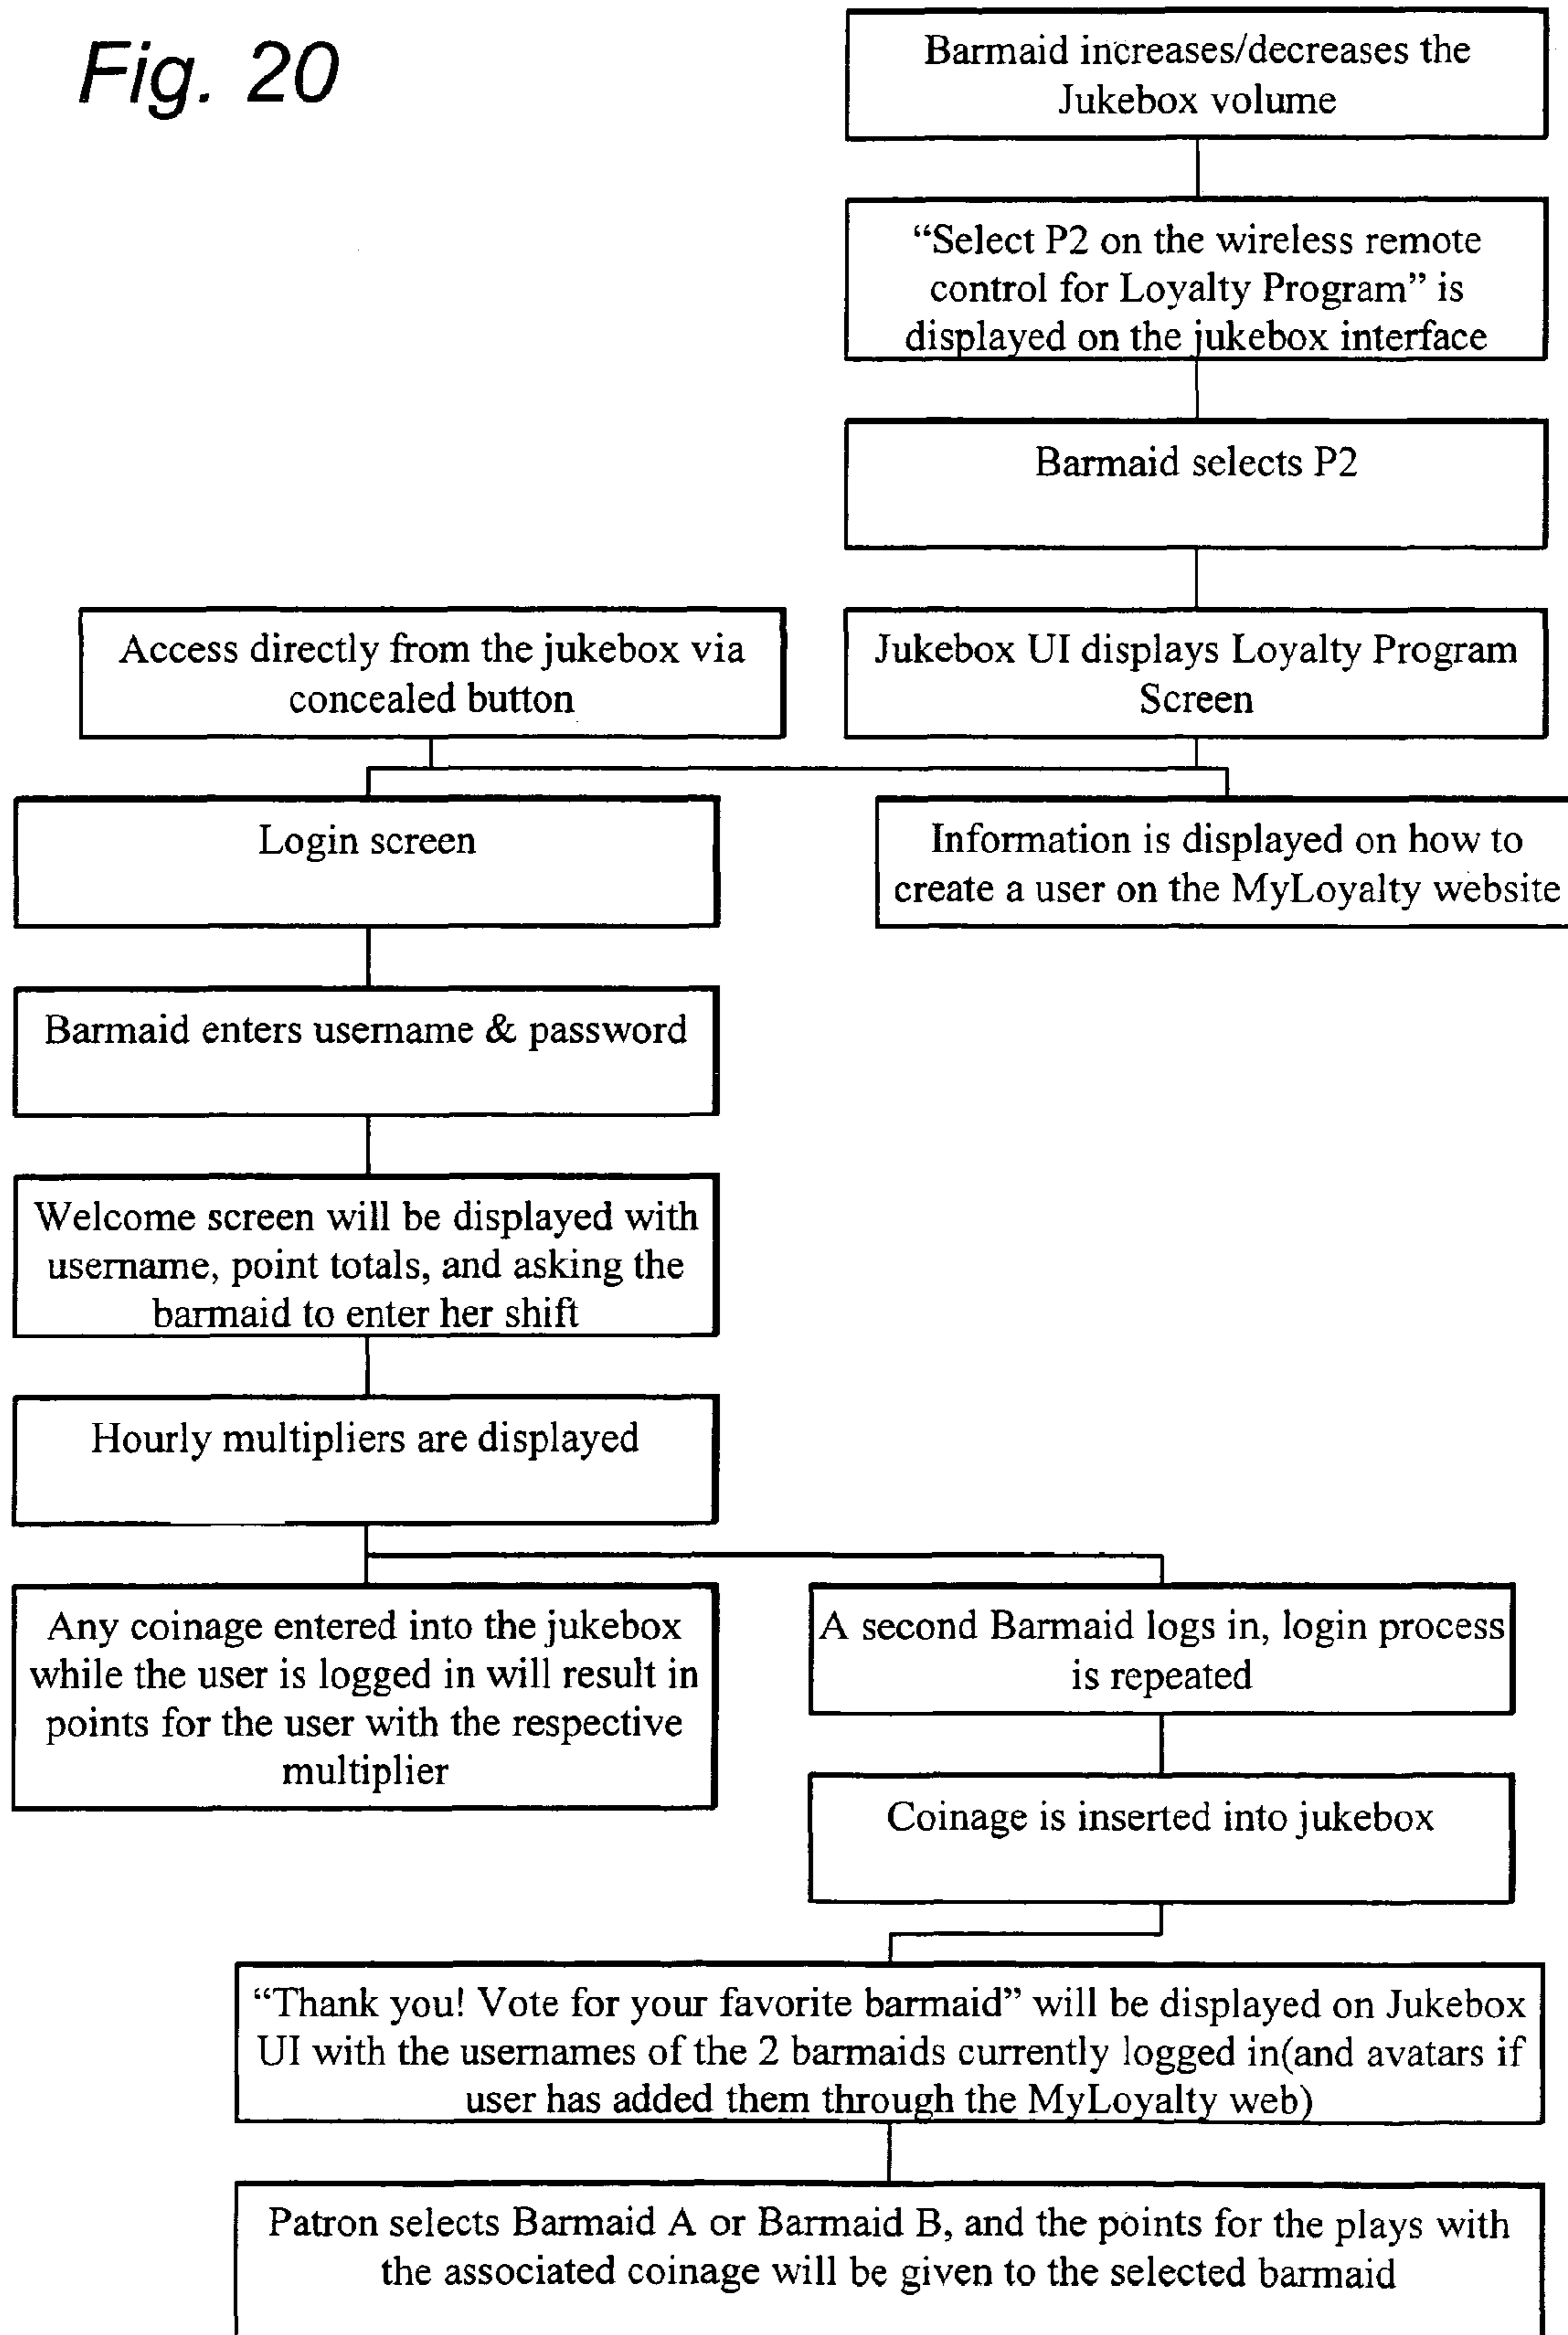 Fig. 20
Barmaid increases/decreases the
Jukebox volume
“Select P2 on the wireless remote
control for Loyalty Program” is
displayed on the jukebox interface
Barmaid selects P2
Access directly from the jukebox via
concealed button
Jukebox UI displays Loyalty Program
Screen
Login screen
Information is displayed on how to
create a user on the MyLoyalty website
Barmaid enters username & password
Welcome screen will be displayed with
username, point totals, and asking the
barmaid to enter her shift
Hourly multipliers are displayed
Any coinage entered into the jukebox
while the user is logged in will result in
points for the user with the respective
multiplier
A second Barmaid logs in, login process
is repeated
Coinage is inserted into jukebox
“Thank you! Vote for your favorite barmaid” will be displayed on Jukebox
UI with the usernames of the 2 barmaids currently logged in(and avatars if
user has added them through the MyLoyalty web)
Patron selects Barmaid A or Barmaid B, and the points for the plays with
the associated coinage will be given to the selected barmaid